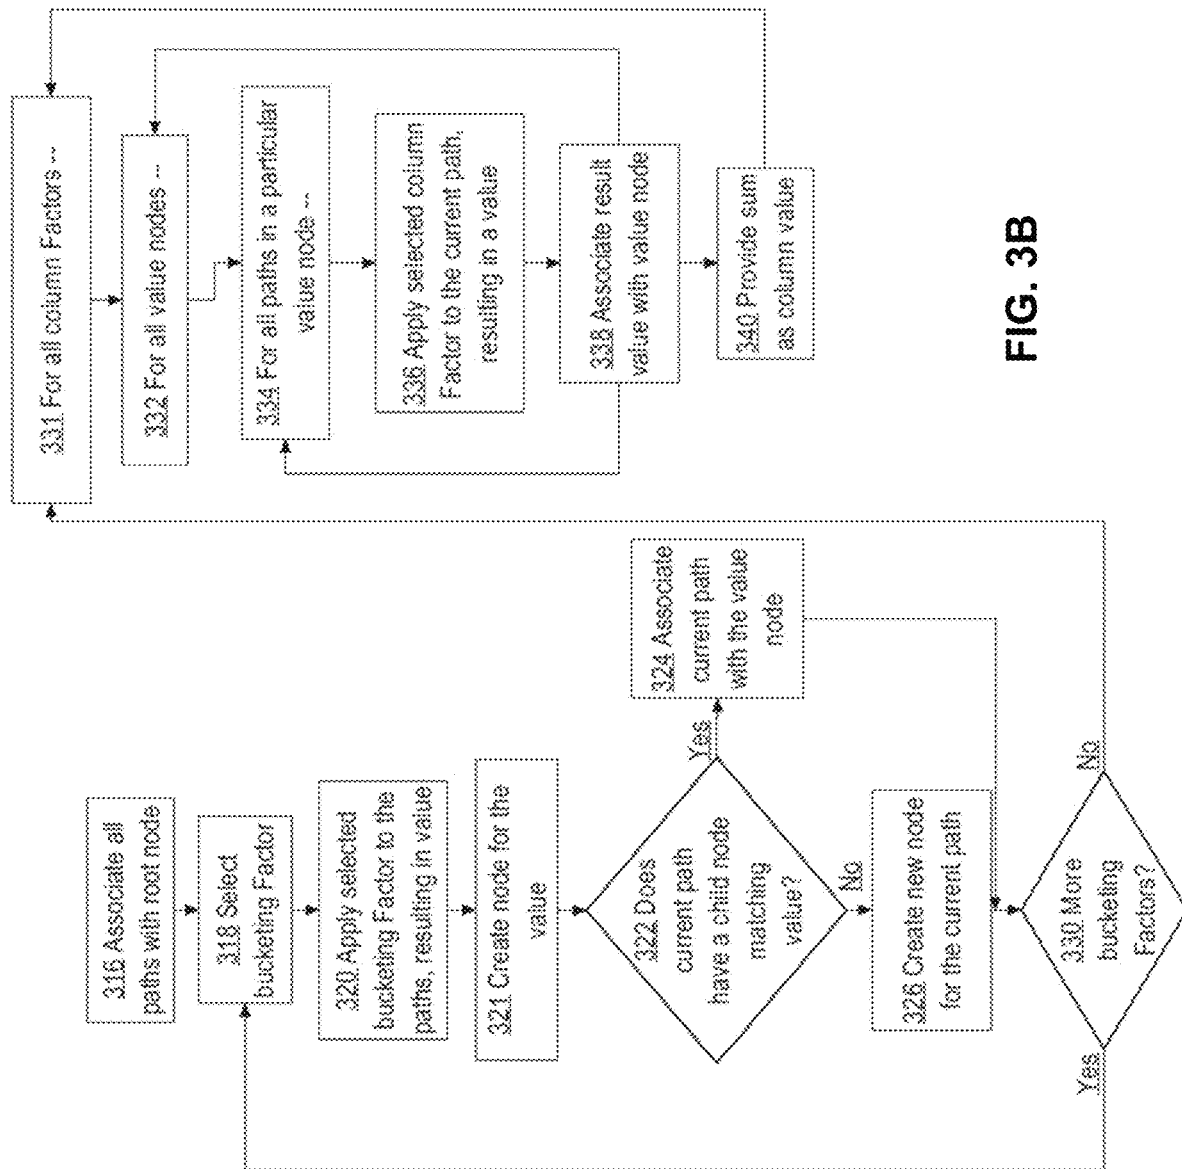 316 Associate all
paths with root node
318 Select
bucketing Factor
320 Apply selected
bucketing Factor to the
paths, resulting in value
321 Create node for the
value
322 Does
current path
have a child node
matching
value?
Yes
324 Associate
current path
with the value
node
No
326 Create new node
for the current path
330 More
bucketing
Factors?
Yes
No
331 For all column Factors --
332 For all value nodes --
334 For all paths in a particular
value node --
336 Apply selected column
Factor to the current path,
resulting in a value
338 Associate result
value with value node
340 Provide sum
as column value
FIG. 3B